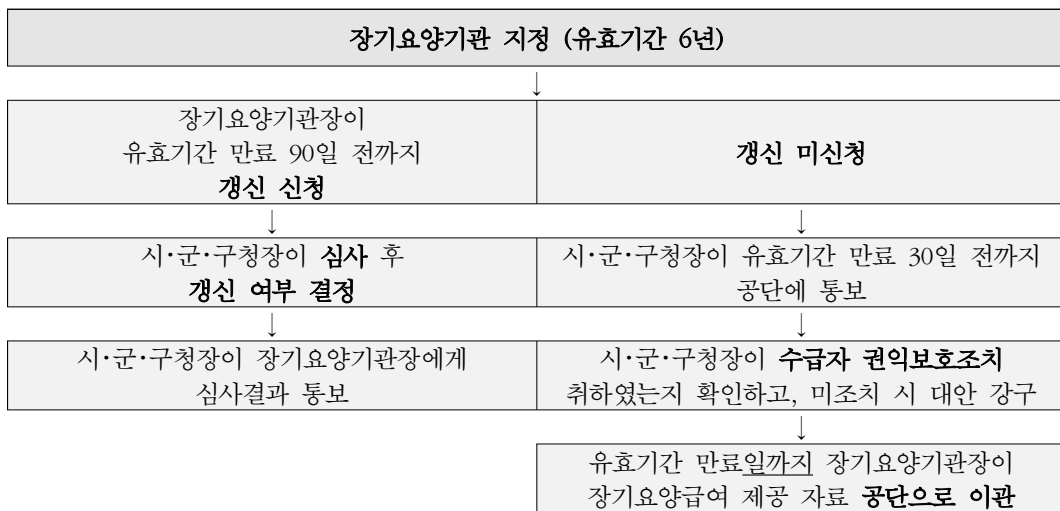 장기요양기관 지정 (유효기간 6년)
↓
장기요양기관장이
유효기간 만료 90일 전까지
갱신 신청
갱신 미신청
↓
↓
시·군·구청장이 심사 후
갱신 여부 결정
시·군·구청장이 유효기간 만료 30일 전까지
공단에 통보
↓
↓
시·군·구청장이 장기요양기관장에게
심사결과 통보
시·군·구청장이 수급자 권익보호조치
취하였는지 확인하고, 미조치 시 대안 강구
↓
유효기간 만료일까지 장기요양기관장이
장기요양급여 제공 자료 공단으로 이관